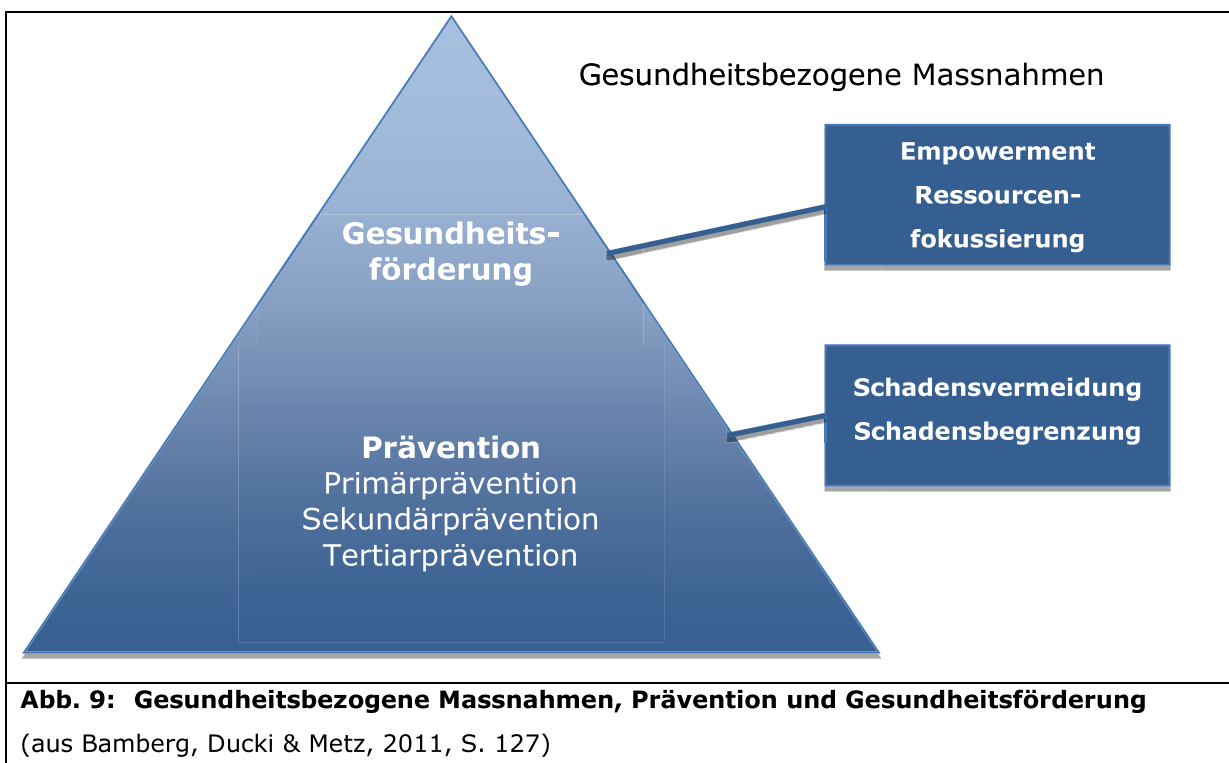 Gesundheitsbezogene Massnahmen
Empowerment
Ressourcen-
fokussierung
Gesundheits-
förderung
Schadensvermeidung
Schadensbegrenzung
Prävention
Primärprävention
Sekundärprävention
Tertiarprävention
Abb. 9: Gesundheitsbezogene Massnahmen, Prävention und Gesundheitsförderung
(aus Bamberg, Ducki & Metz, 2011, S. 127)